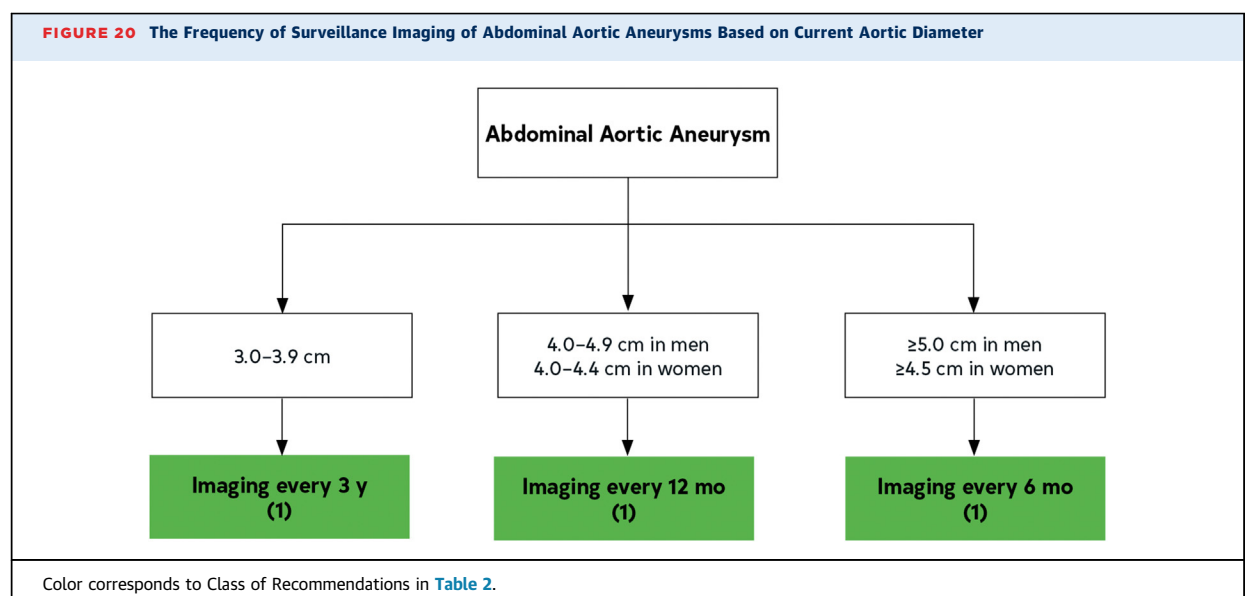 FIGURE 20 The Frequency of Surveillance Imaging of Abdominal Aortic Aneurysms Based on Current Aortic Diameter
Abdominal Aortic Aneurysm
3.0–3.9 cm
4.0–4.9 cm in men
4.0–4.4 cm in women
≥5.0 cm in men
≥4.5 cm in women
Imaging every 3 y
(1)
Imaging every 12 mo
(1)
Imaging every 6 mo
(1)
Color corresponds to Class of Recommendations in Table 2.